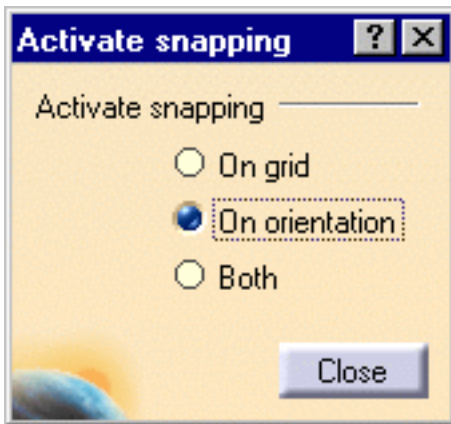 Activate snapping ? X
Activate snapping
On grid
On orientation
Both
Close